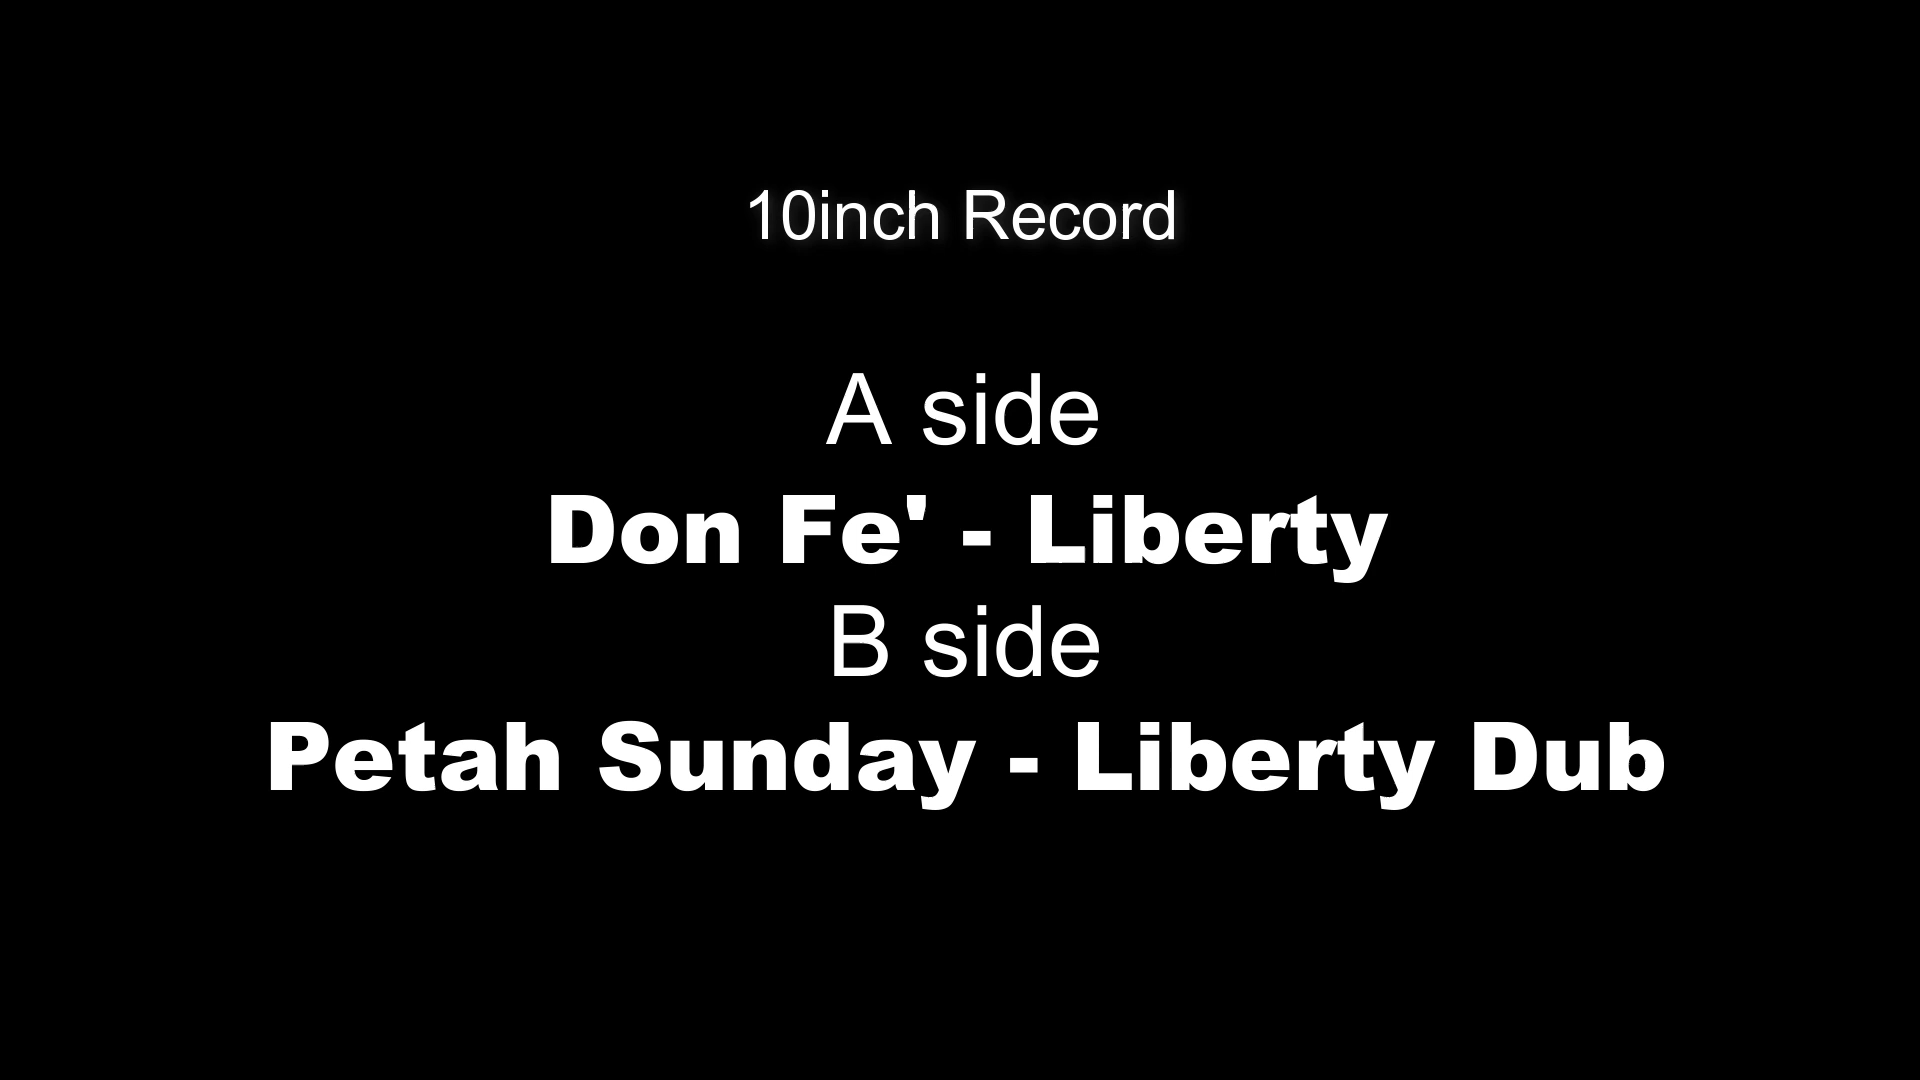 10inch Record
A side
Don Fe' - Liberty
B side
Petah Sunday - Liberty Dub